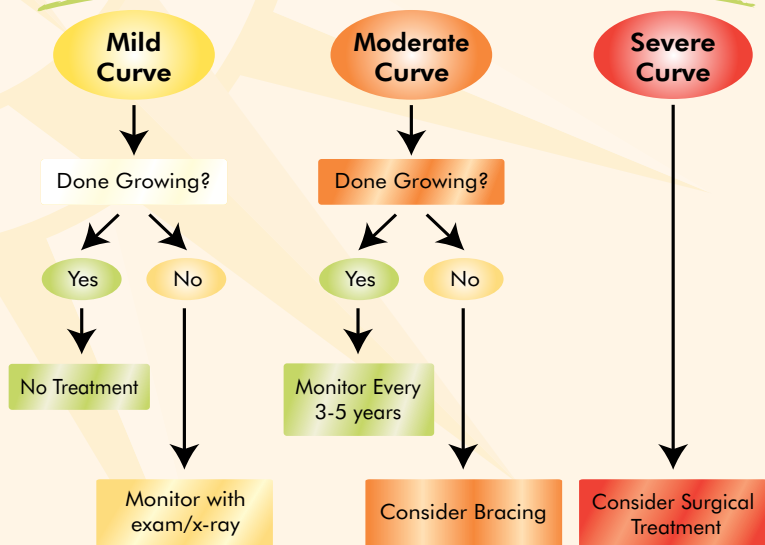 Mild
Curve
Moderate
Curve
Severe
Curve
Done Growing?
Done Growing?
Yes
No
Yes
No
No Treatment
Monitor Every
3-5 years
Monitor with
exam/x-ray
Consider Bracing
Consider Surgical
Treatment